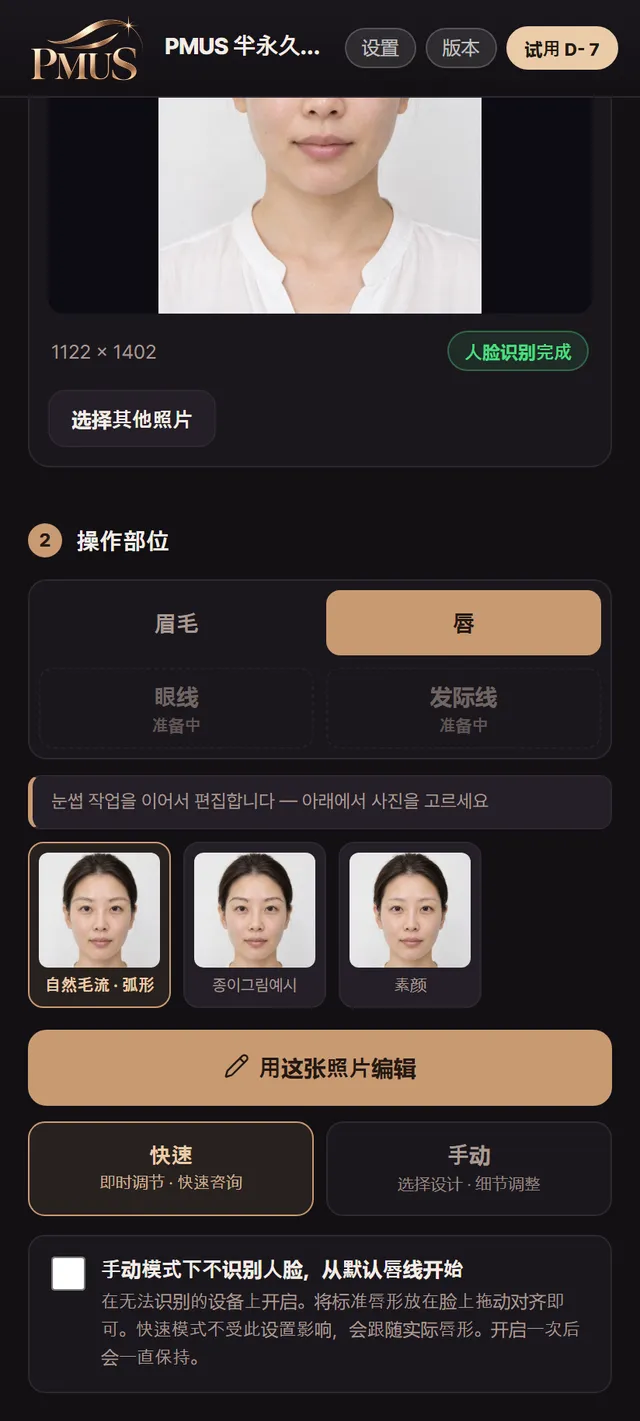 PMUS
PMUS 半永久...
设置
版本
试用 D-7
1122 × 1402
人脸识别完成
选择其他照片
2 操作部位
眉毛
唇
眼线
准备中
发际线
准备中
눈썹 작업을 이어서 편집합니다 — 아래에서 사진을 고르세요
自然毛流 · 弧形
종이그림예시
素颜
用这张照片编辑
快速
即时调节 · 快速咨询
手动
选择设计 · 细节调整
手动模式下不识别人脸，从默认唇线开始
在无法识别的设备上开启。将标准唇形放在脸上拖动对齐即
可。快速模式不受此设置影响，会跟随实际唇形。开启一次后
会一直保持。